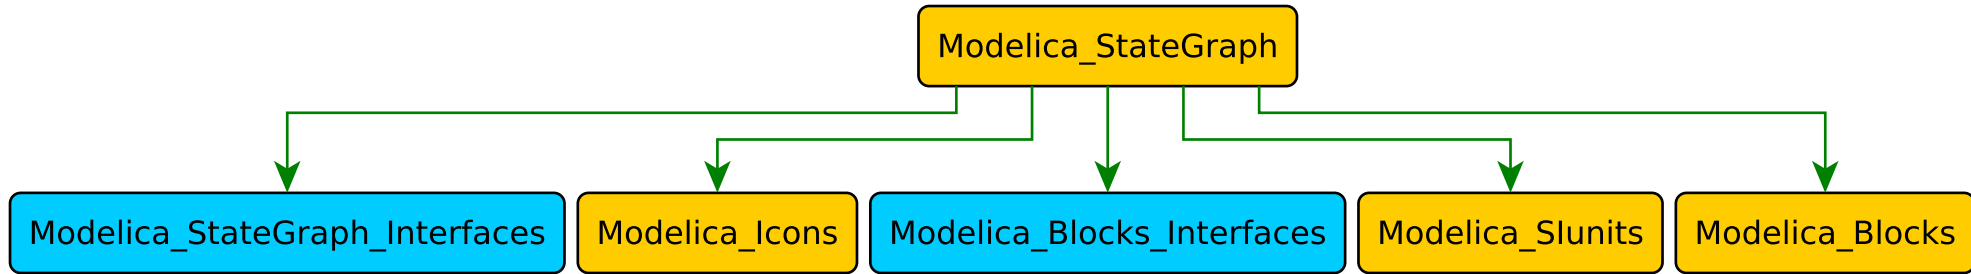 Modelica_StateGraph
Modelica_StateGraph_Interfaces
Modelica_Icons
Modelica_Blocks_Interfaces
Modelica_SIunits
Modelica_Blocks